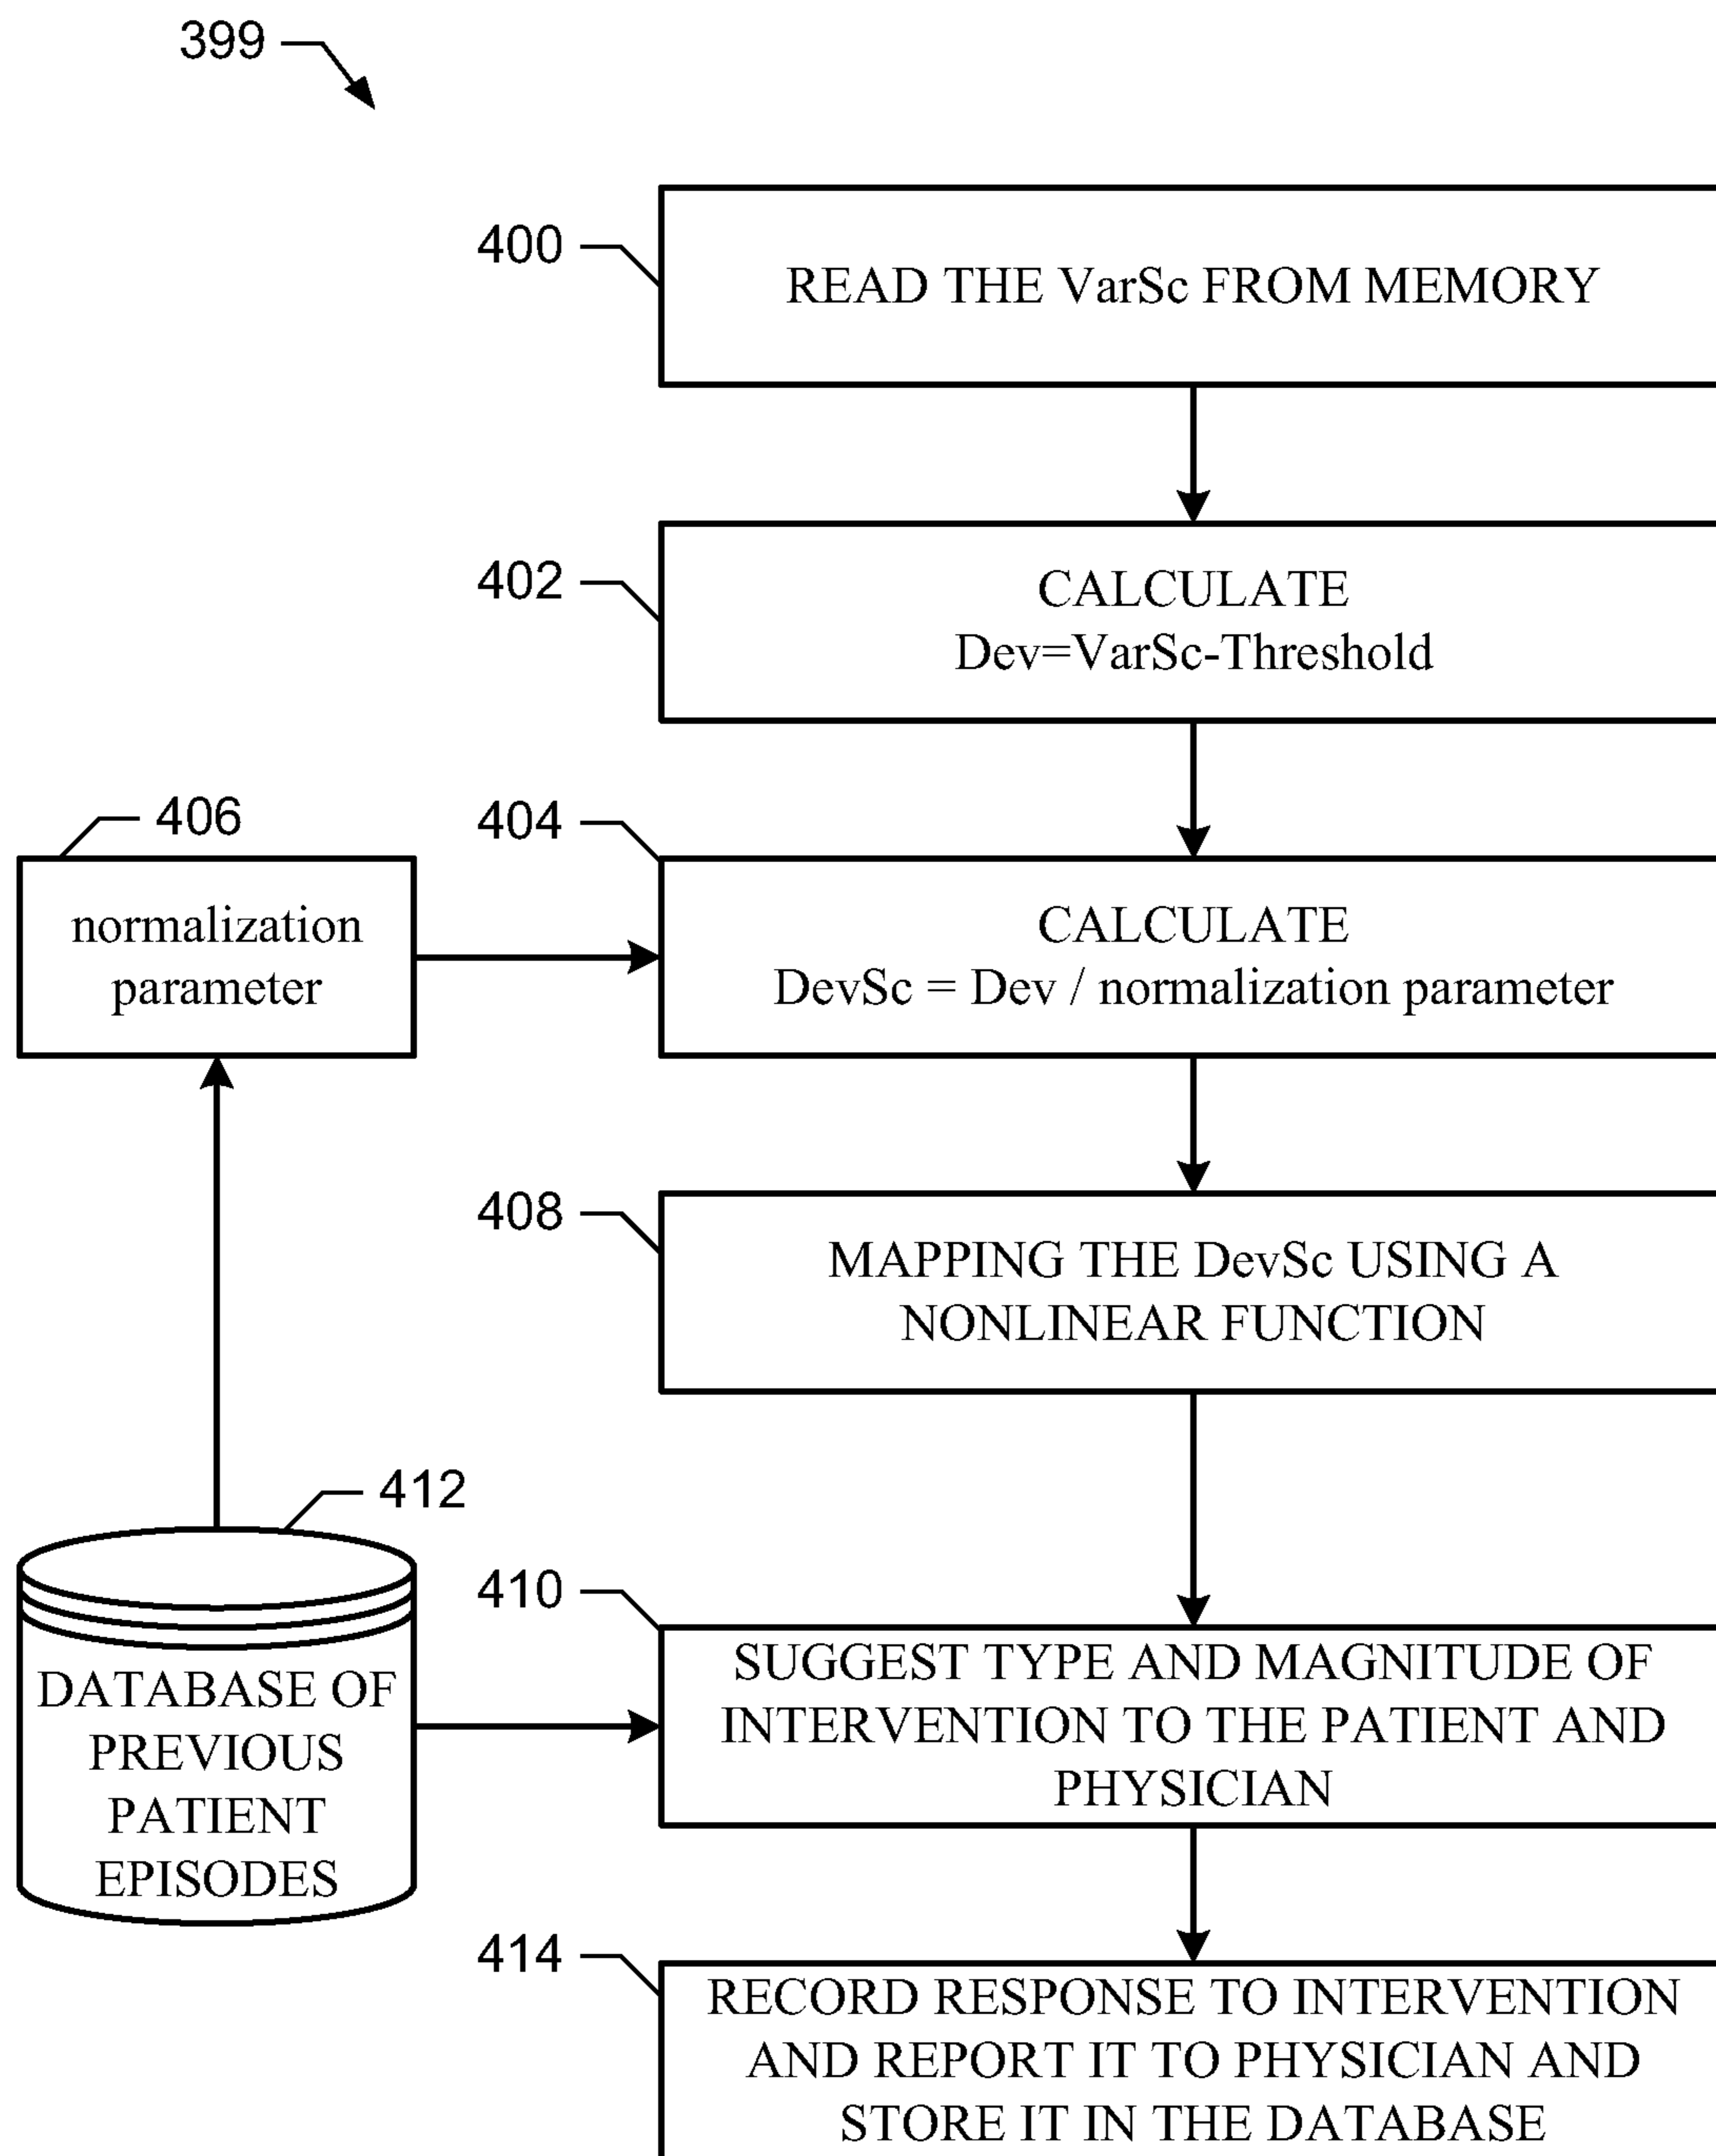 399
400
READ THE VarSc FROM MEMORY
402
CALCULATE
Dev=VarSc-Threshold
406
normalization
parameter
404
CALCULATE
DevSc = Dev / normalization parameter
408
MAPPING THE DevSc USING A
NONLINEAR FUNCTION
412
DATABASE OF
PREVIOUS
PATIENT
EPISODES
410
SUGGEST TYPE AND MAGNITUDE OF
INTERVENTION TO THE PATIENT AND
PHYSICIAN
414
RECORD RESPONSE TO INTERVENTION
AND REPORT IT TO PHYSICIAN AND
STORE IT IN THE DATABASE